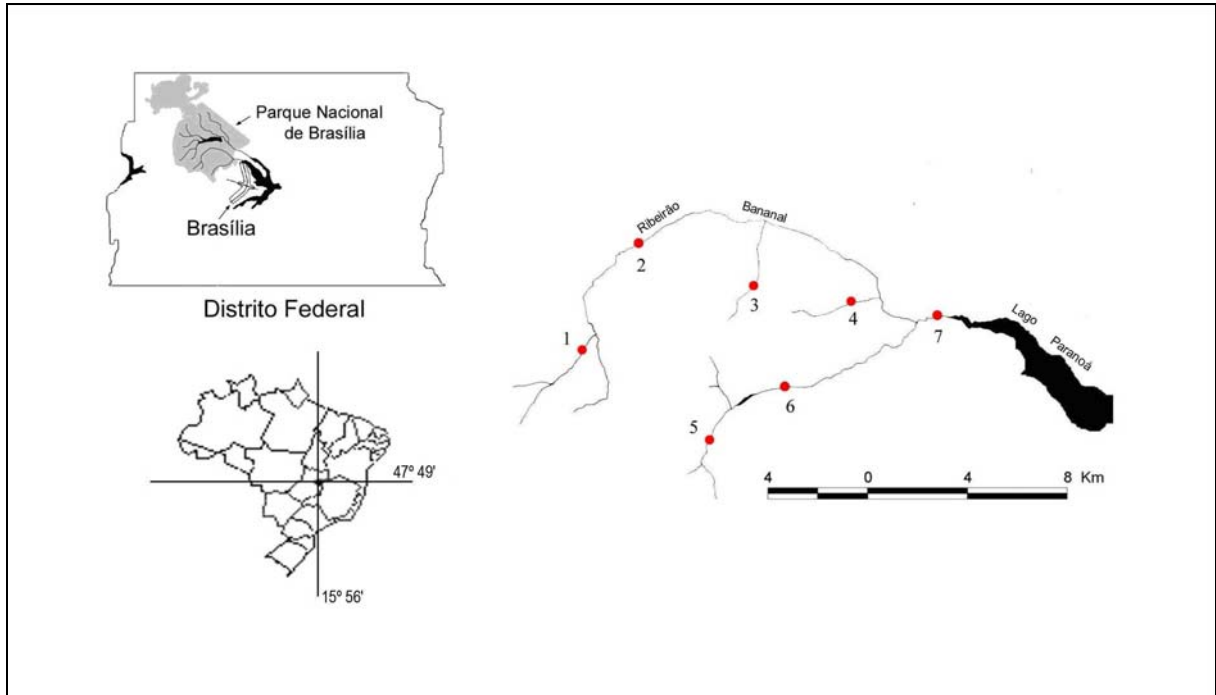 Parque Nacional
de Brasília
Brasília
Distrito Federal
47º 49'
15º 56'
Ribeirão
Bananal
1
2
3
4
5
6
7
Lago
Paranoá
4 0 4 8 Km